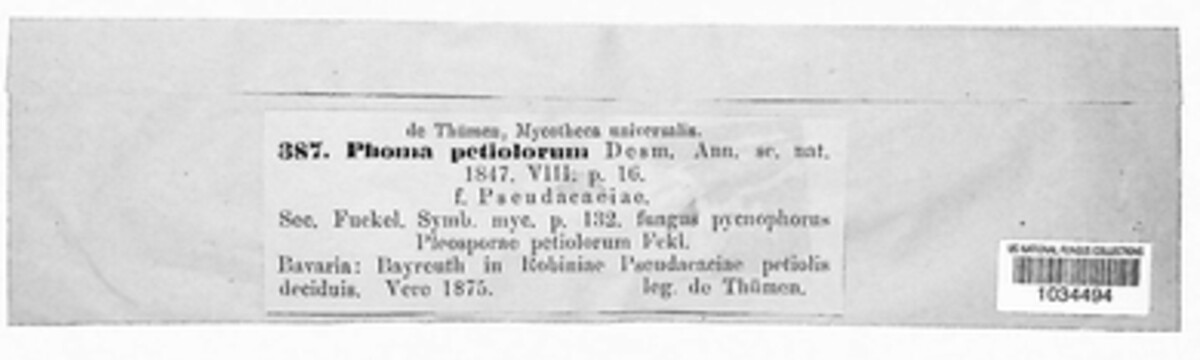 de Thümen, Mycotheca universalis.
387. Phoma petiolorum Desm. Ann. sc. nat.
1847. VIII. p. 16.
f. Pseudacaciae.
Sec. Fuckel. Symb. myc. p. 132. fungus pycnophorus
Pleosporae petiolorum Fckl.
Bavaria: Bayreuth in Robiniae Pseudacaciae petiolis
deciduis. Vere 1875. leg. de Thümen.
US NATIONAL FUNGUS COLLECTIONS
1034494